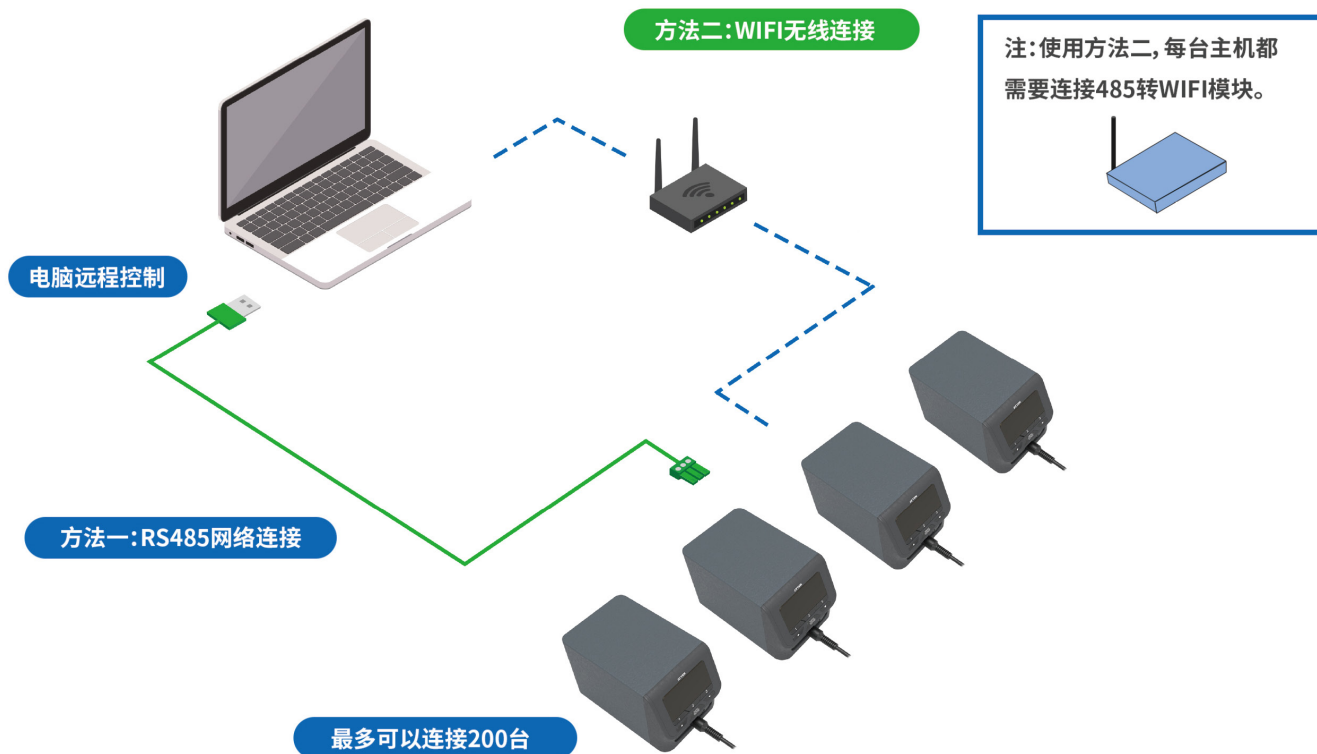 方法二:WIFI无线连接
注:使用方法二,每台主机都
需要连接485转WIFI模块。
电脑远程控制
方法一:RS485网络连接
最多可以连接200台